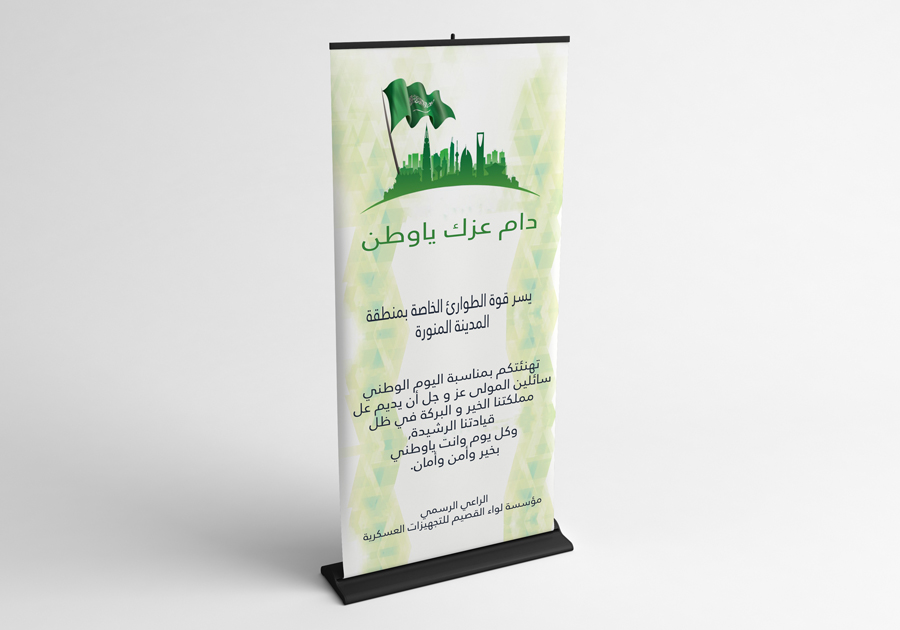 دام عزك ياوطن
يسر قوة الطوارئ الخاصة بمنطقة
المدينة المنورة
تهنئتكم بمناسبة اليوم الوطني
سائلين المولى عز و جل أن يديم عل
مملكتنا الخير و البركة في ظل
قيادتنا الرشيدة,
وكل يوم وانت ياوطني
بخير وأمن وأمان.
الراعي الرسمي
مؤسسة لواء القصيم للتجهيزات العسكرية